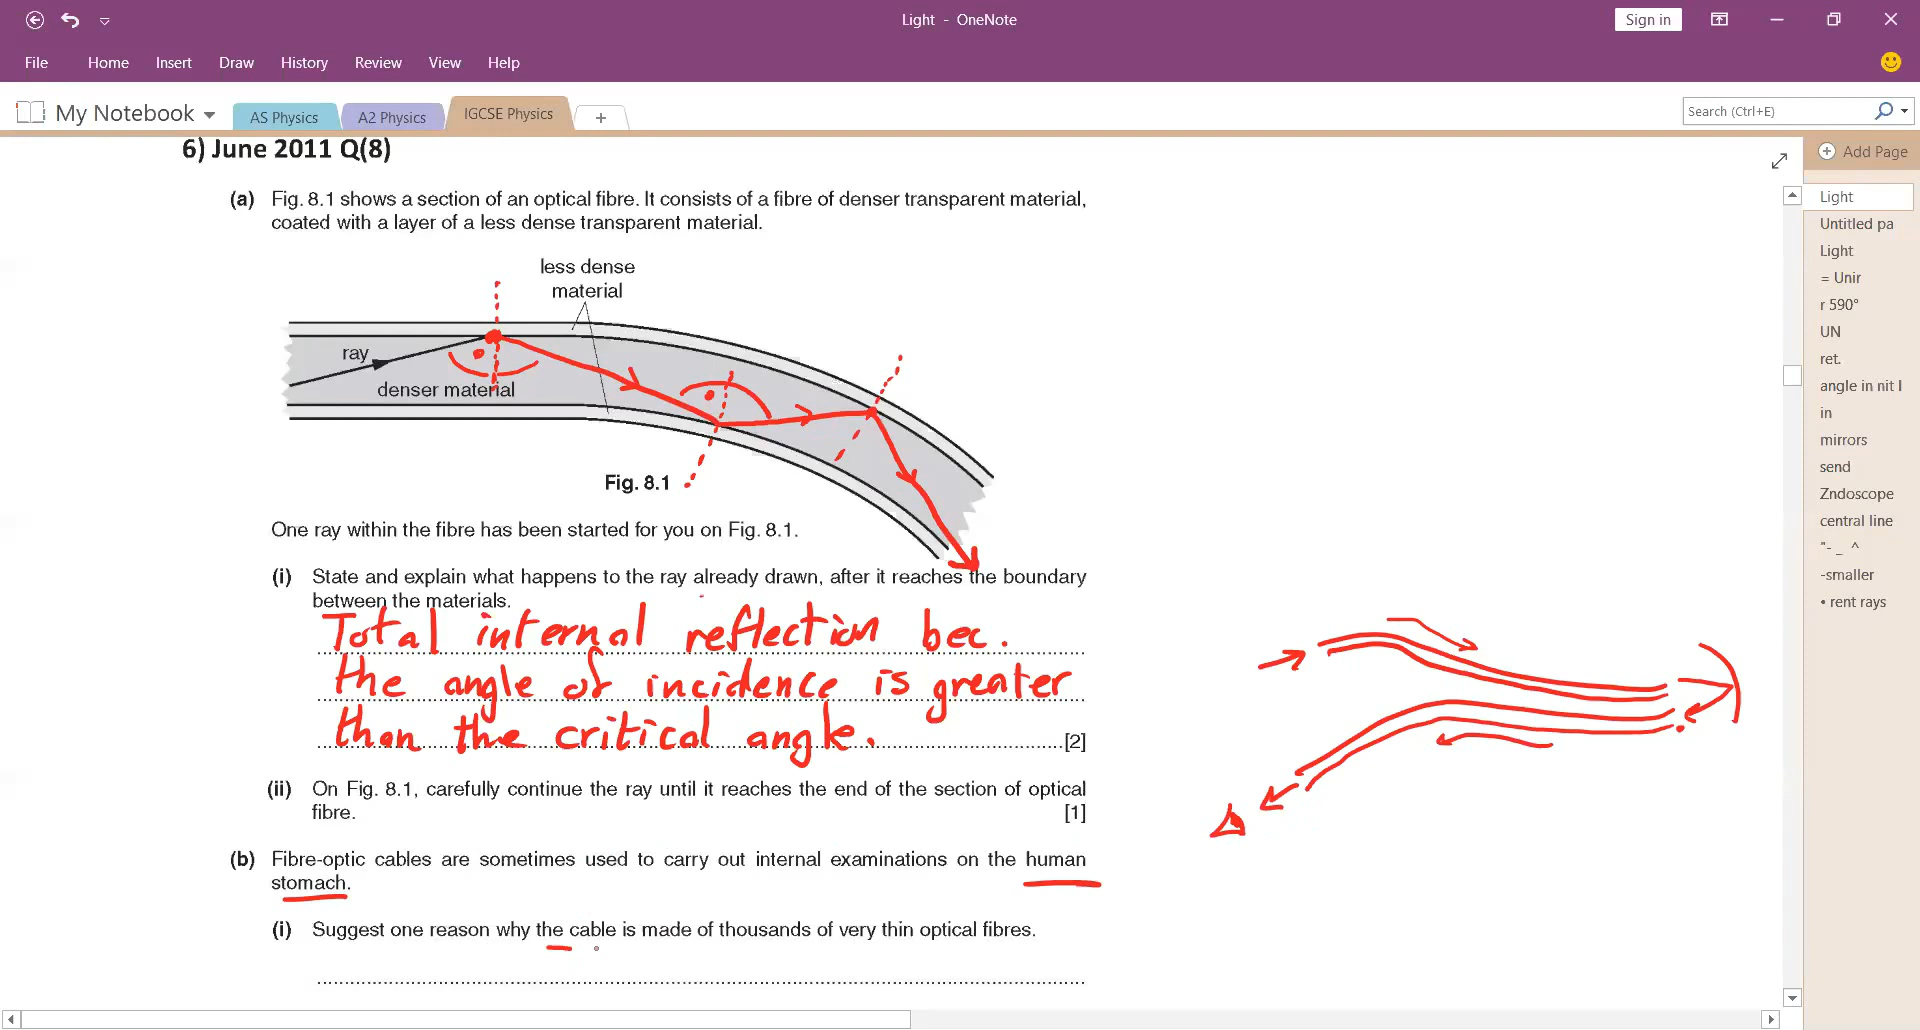 Light - OneNote
Sign in
File Home Insert Draw History Review View Help
My Notebook
AS Physics
A2 Physics
IGCSE Physics
+
Search (Ctrl+E)
6) June 2011 Q(8)
Add Page
(a) Fig. 8.1 shows a section of an optical fibre. It consists of a fibre of denser transparent material,
coated with a layer of a less dense transparent material.
less dense
material
ray
denser material
Fig. 8.1
One ray within the fibre has been started for you on Fig. 8.1.
(i) State and explain what happens to the ray already drawn, after it reaches the boundary
between the materials.
Total internal reflection bec.
the angle of incidence is greater
than the critical angle.
[2]
(ii) On Fig. 8.1, carefully continue the ray until it reaches the end of the section of optical
fibre.
[1]
(b) Fibre-optic cables are sometimes used to carry out internal examinations on the human
stomach.
(i) Suggest one reason why the cable is made of thousands of very thin optical fibres.
Light
Untitled pa
Light
= Unir
r 590°
UN
ret.
angle in nit I
in
mirrors
send
Zndoscope
central line
"- _ ^
-smaller
• rent rays